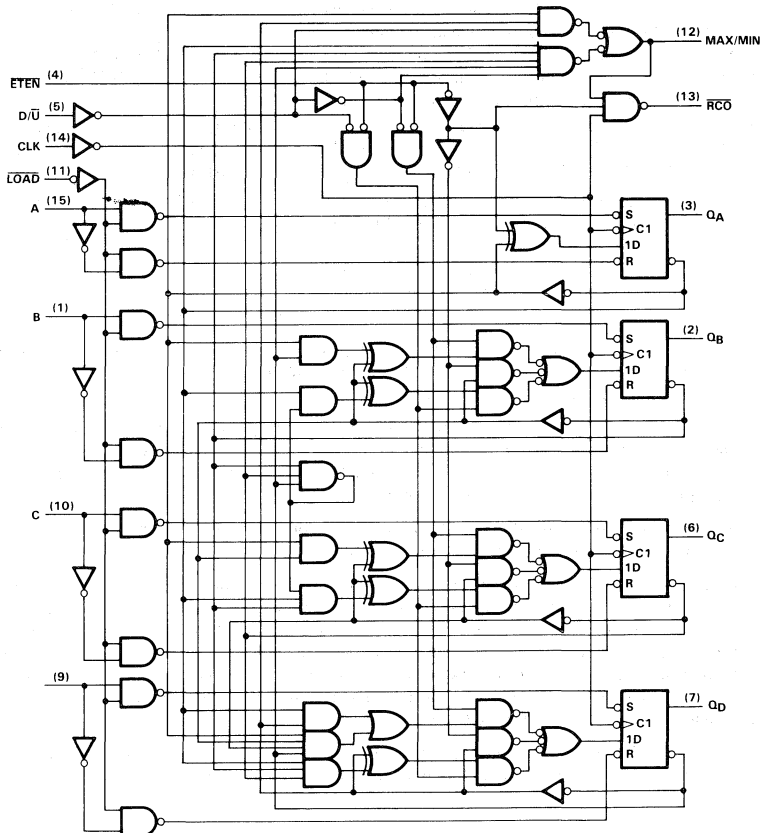 (12) MAX/MIN
ETEN (4)
(13) RCO
D/U (5)
CLK (14)
LOAD (11)
A (15)
(3) QA
S
C1
1D
R
B (1)
(2) QB
S
C1
1D
R
C (10)
(6) QC
S
C1
1D
R
(9)
(7) QD
S
C1
1D
R